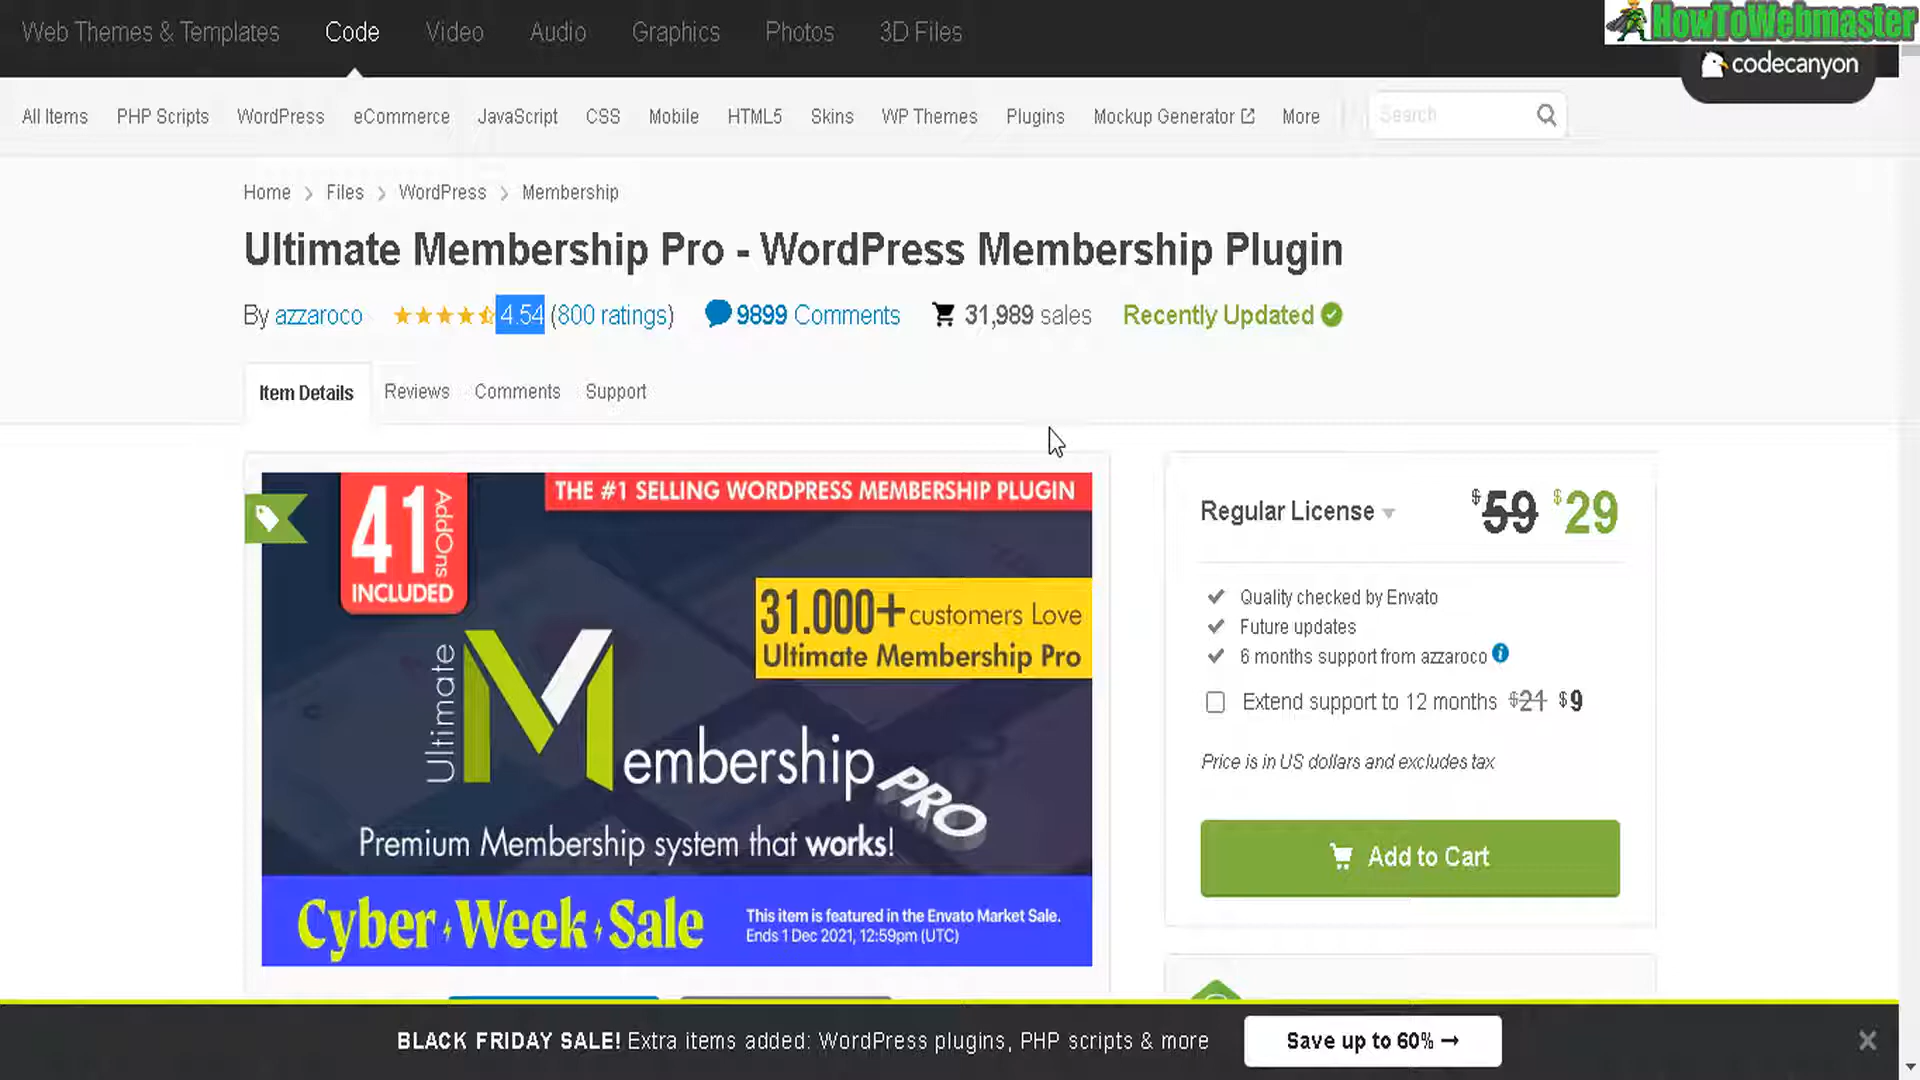 Web Themes & Templates Code Video Audio Graphics Photos 3D Files
HowToWebmaster
codecanyon
All Items PHP Scripts WordPress eCommerce JavaScript CSS Mobile HTML5 Skins WP Themes Plugins Mockup Generator More Search
Home > Files > WordPress > Membership
Ultimate Membership Pro - WordPress Membership Plugin
By azzaroco 4.54 (800 ratings) 9899 Comments 31,989 sales Recently Updated
Item Details Reviews Comments Support
THE #1 SELLING WORDPRESS MEMBERSHIP PLUGIN
41 AddOns
INCLUDED
31.000+ customers Love
Ultimate Membership Pro
Ultimate Membership PRO
Premium Membership system that works!
Cyber Week Sale
This item is featured in the Envato Market Sale.
Ends 1 Dec 2021, 12:59pm (UTC)
Regular License $59 $29
Quality checked by Envato
Future updates
6 months support from azzaroco
Extend support to 12 months $21 $9
Price is in US dollars and excludes tax
Add to Cart
BLACK FRIDAY SALE! Extra items added: WordPress plugins, PHP scripts & more Save up to 60% →